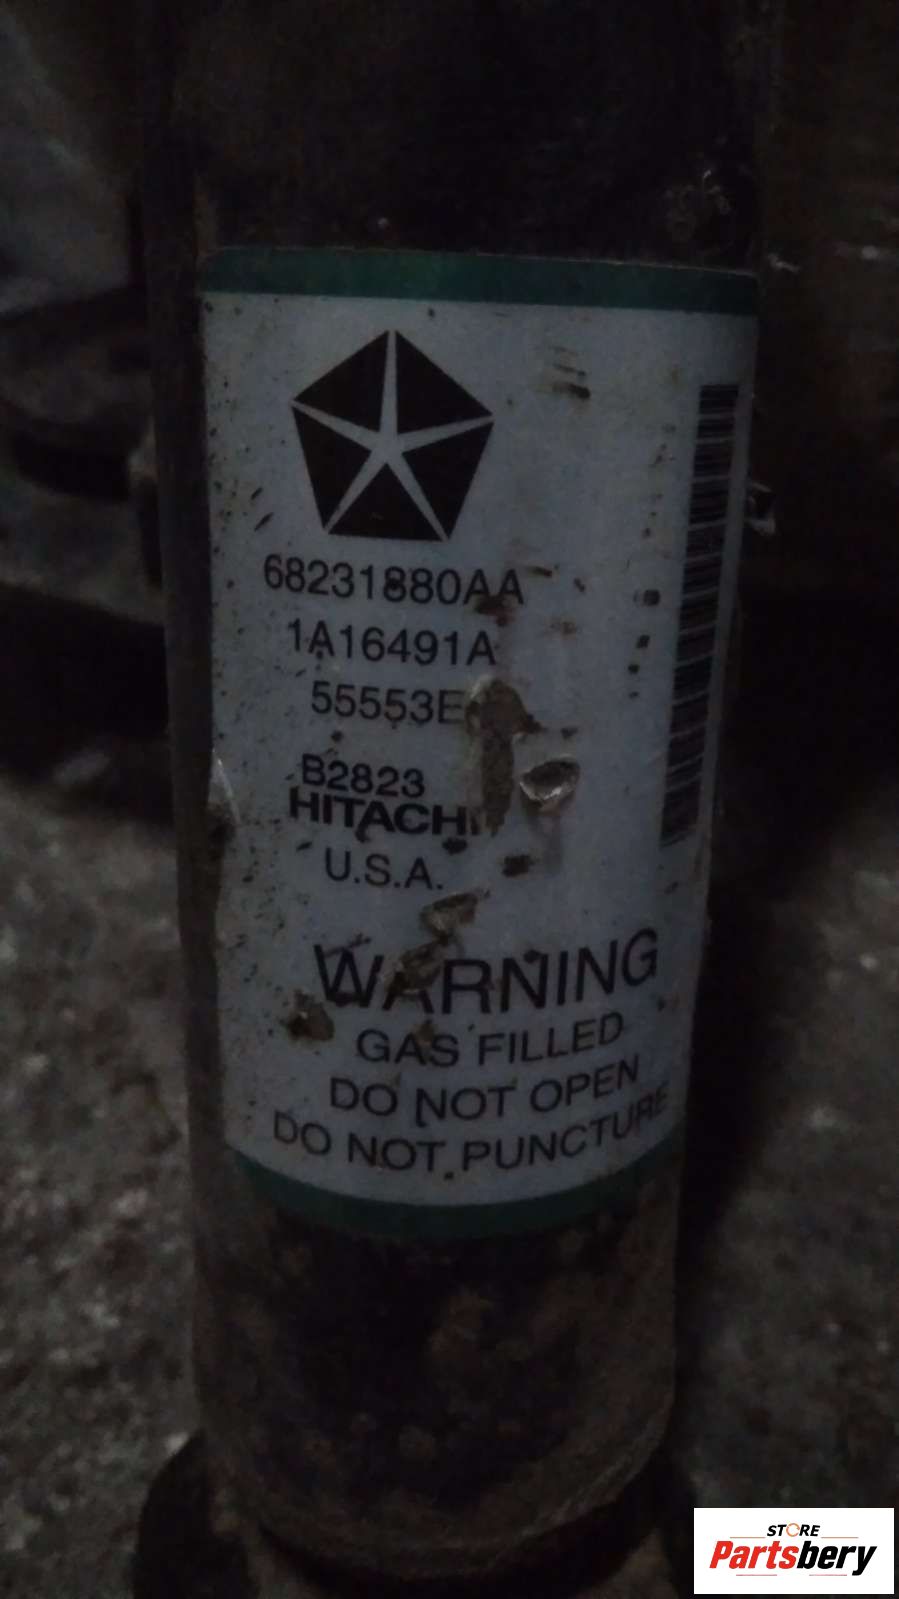 68231880AA
1A16491A
55553E
B2823
HITACHI
U.S.A.
WARNING
GAS FILLED
DO NOT OPEN
DO NOT PUNCTURE
STORE
Partsbery